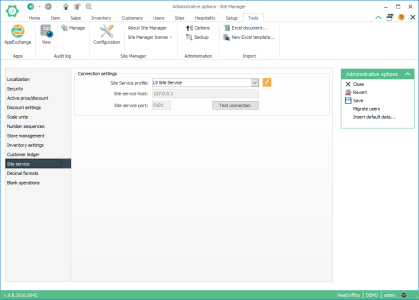 Administrative options - Site Manager
Home Item Sales Inventory Customers Users Sites Hospitality Setup Tools
AppExchange
View
Manage
Configuration
About Site Manager
Site Manager license
Options
Backup
Excel document...
New Excel template...
Apps Audit log Site Manager Administration Import
Localization
Security
Active price/discount
Discount settings
Scale units
Number sequences
Store management
Inventory settings
Customer ledger
Site service
Decimal formats
Blank operations
Connection settings
Site Service profile: LS Site Service
Site service host: 127.0.0.1
Site service port: 9101
Test connection
Administrative options
Close
Revert
Save
Migrate users
Insert default data...
Head office DEMO admin